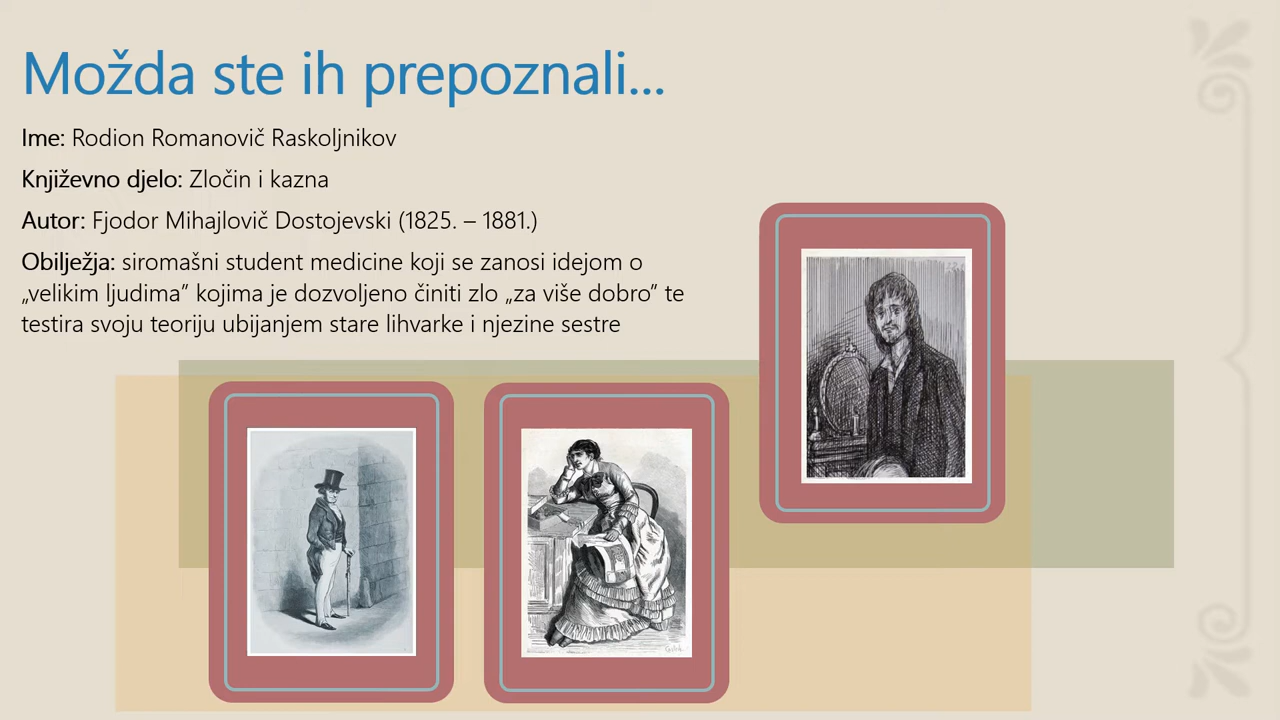 Možda ste ih prepoznali...
Ime: Rodion Romanovič Raskoljnikov
Književno djelo: Zločin i kazna
Autor: Fjodor Mihajlovič Dostojevski (1825. – 1881.)
Obilježja: siromašni student medicine koji se zanosi idejom o
„velikim ljudima” kojima je dozvoljeno činiti zlo „za više dobro” te
testira svoju teoriju ubijanjem stare lihvarke i njezine sestre